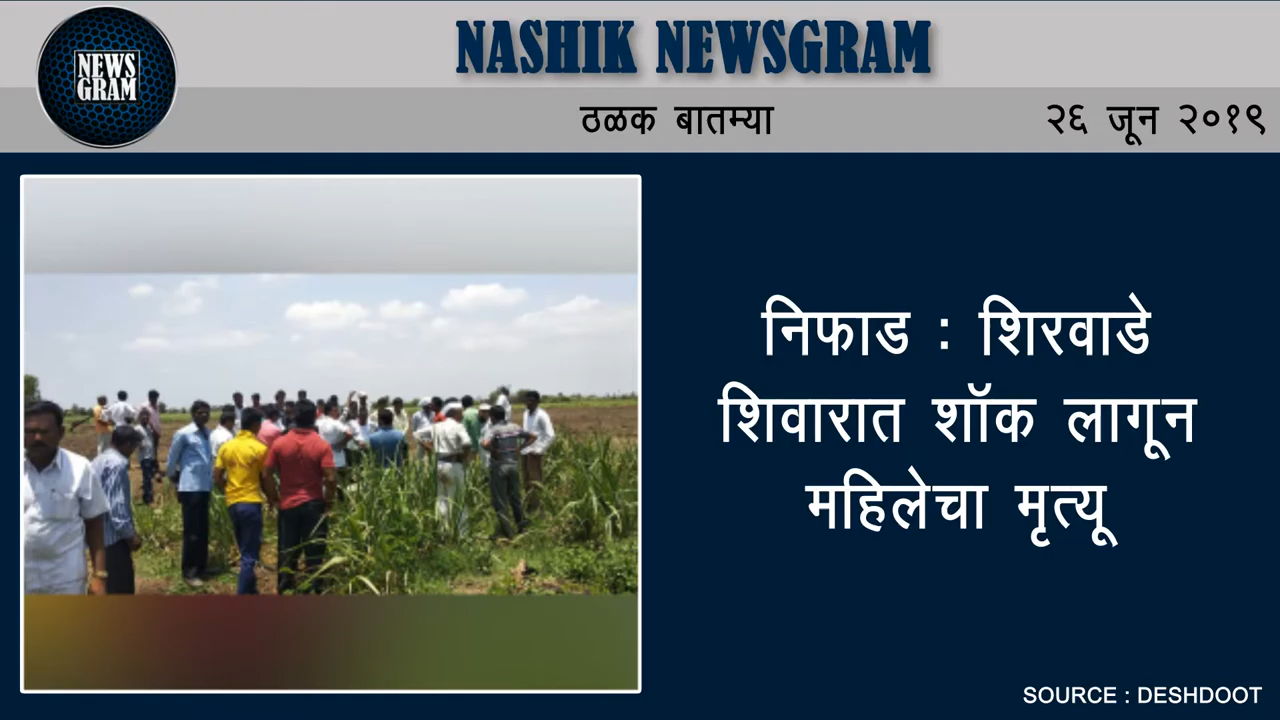 NEWS
GRAM
NASHIK NEWSGRAM
ठळक बातम्या
२६ जून २०१९
निफाड : शिरवाडे
शिवारात शॉक लागून
महिलेचा मृत्यू
SOURCE : DESHDOOT